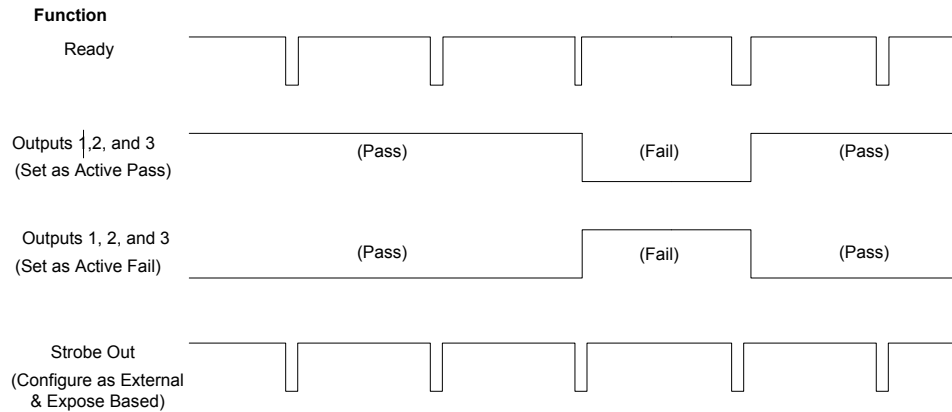 Function
Ready
Outputs 1,2, and 3
(Set as Active Pass)
(Pass)
(Fail)
(Pass)
Outputs 1, 2, and 3
(Set as Active Fail)
(Pass)
(Fail)
(Pass)
Strobe Out
(Configure as External
& Expose Based)